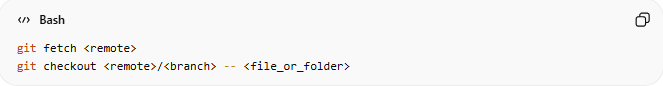 Bash
git fetch <remote>
git checkout <remote>/<branch> -- <file_or_folder>